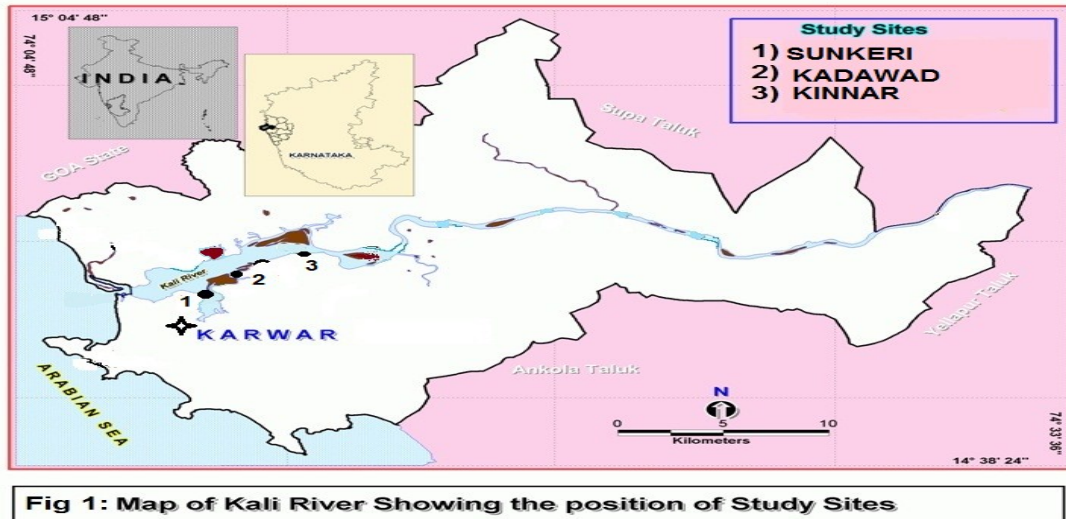 15° 04' 48"
74° 04' 48"
INDIA
KARNATAKA
Study Sites
1) SUNKERI
2) KADAWAD
3) KINNAR
GOA State
Supa Taluk
Kali River
1
2
3
KARWAR
ARABIAN SEA
Ankola Taluk
Yellapur Taluk
N
0 5 10
Kilometers
74° 33' 36"
14° 38' 24"
Fig 1: Map of Kali River Showing the position of Study Sites